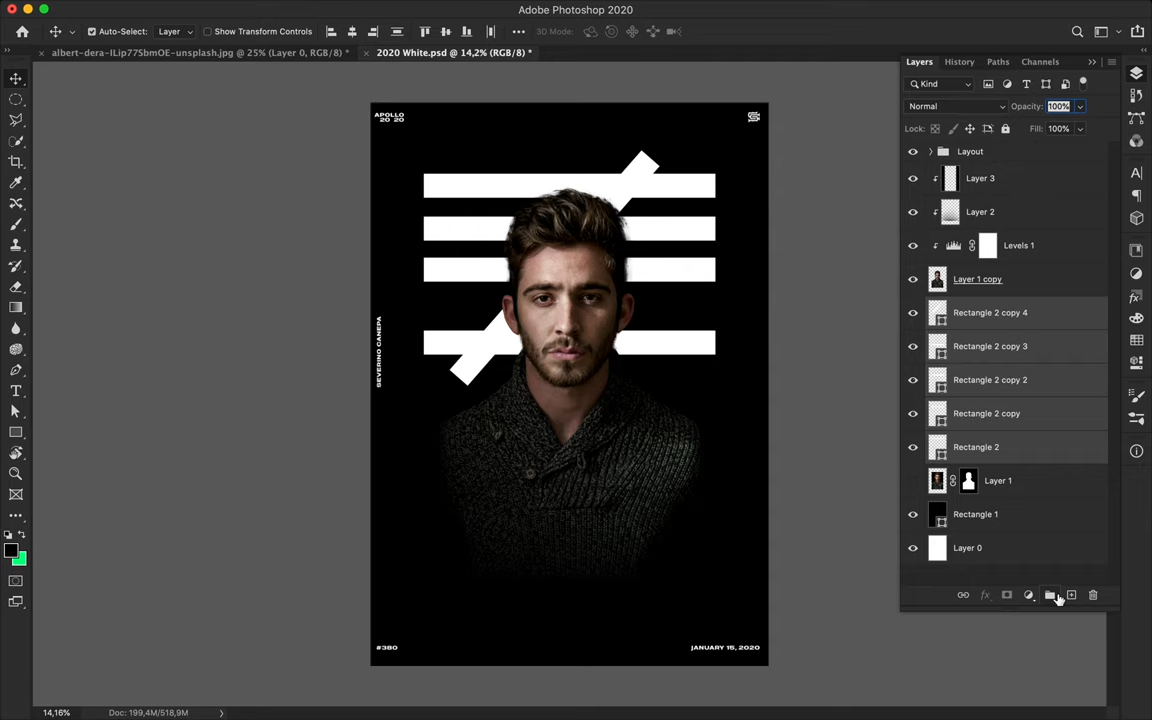 Adobe Photoshop 2020
Auto-Select: Layer Show Transform Controls 3D Mode:
albert-dera-ILip77SbmOE-unsplash.jpg @ 25% (Layer 0, RGB/8) *
2020 White.psd @ 14,2% (RGB/8) *
Layers History Paths Channels
Kind
Normal Opacity: 100%
Lock: Fill: 100%
Layout
Layer 3
Layer 2
Levels 1
Layer 1 copy
Rectangle 2 copy 4
Rectangle 2 copy 3
Rectangle 2 copy 2
Rectangle 2 copy
Rectangle 2
Layer 1
Rectangle 1
Layer 0
fx
APOLLO
20 20
SEVERINO CANEPA
#380
JANUARY 15, 2020
14,16% Doc: 199,4M/518,9M